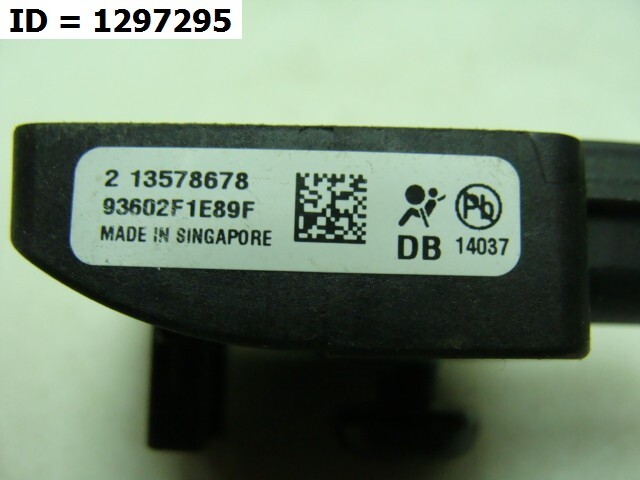 ID = 1297295
2 13578678
93602F1E89F
MADE IN SINGAPORE
Pb
DB 14037